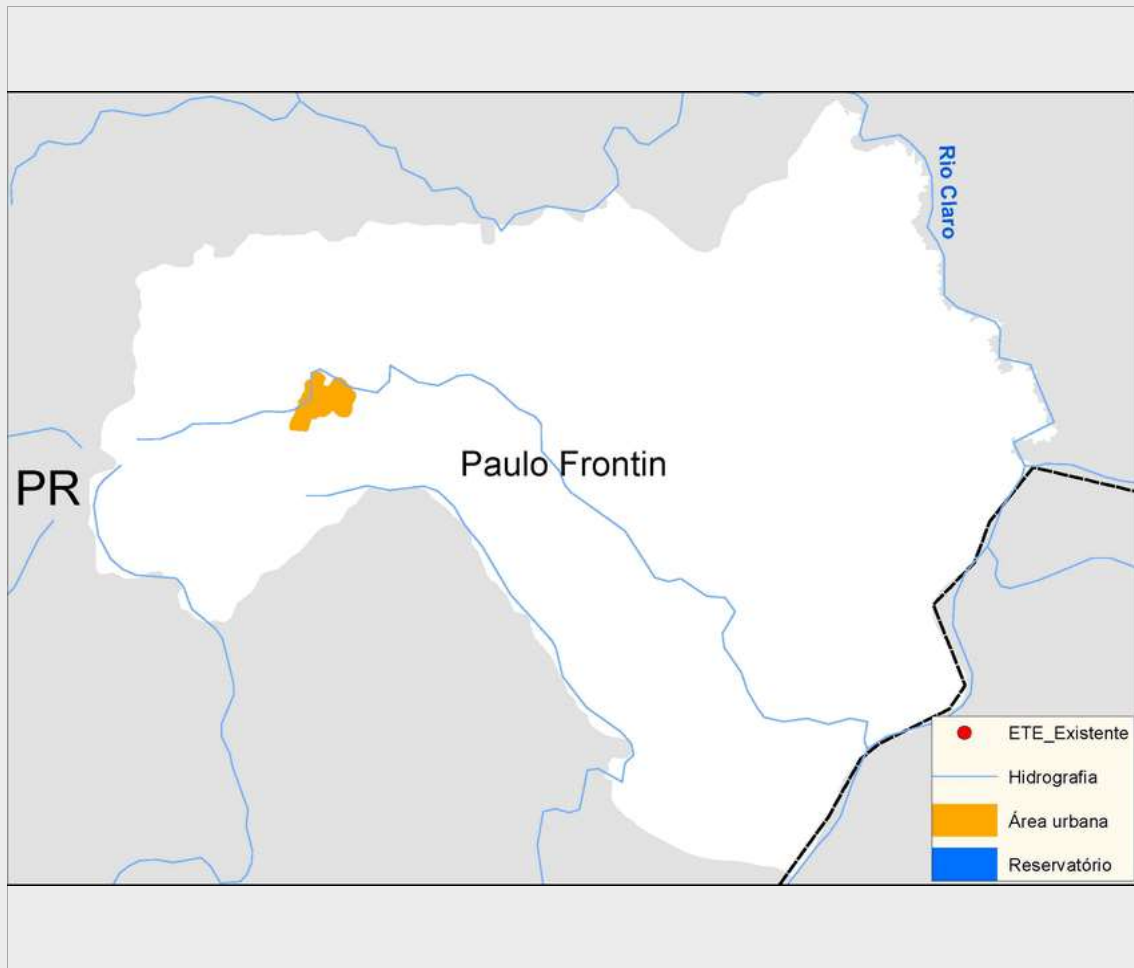 Rio Claro
Paulo Frontin
PR
ETE_Existente
Hidrografia
Área urbana
Reservatório